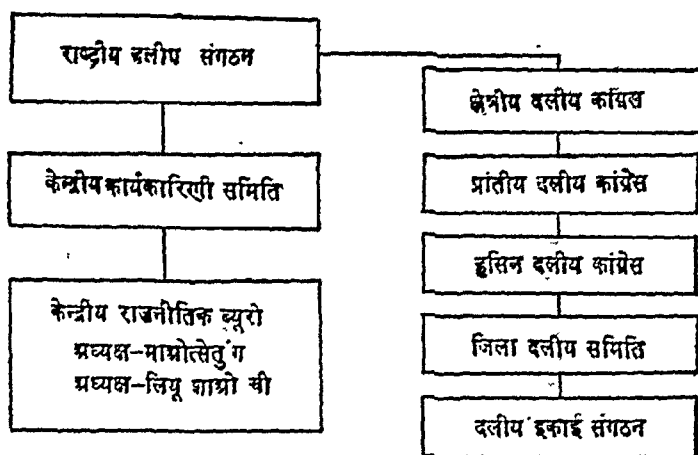 राष्ट्रीय दलीय संगठन
केन्द्रीय कार्यकारिणी समिति
केन्द्रीय राजनीतिक ब्यूरो
अध्यक्ष-माओत्सेतुंग
अध्यक्ष-लियू शाओ ची
क्षेत्रीय दलीय कांग्रेस
प्रांतीय दलीय कांग्रेस
हसिन दलीय कांग्रेस
जिला दलीय समिति
दलीय इकाई संगठन